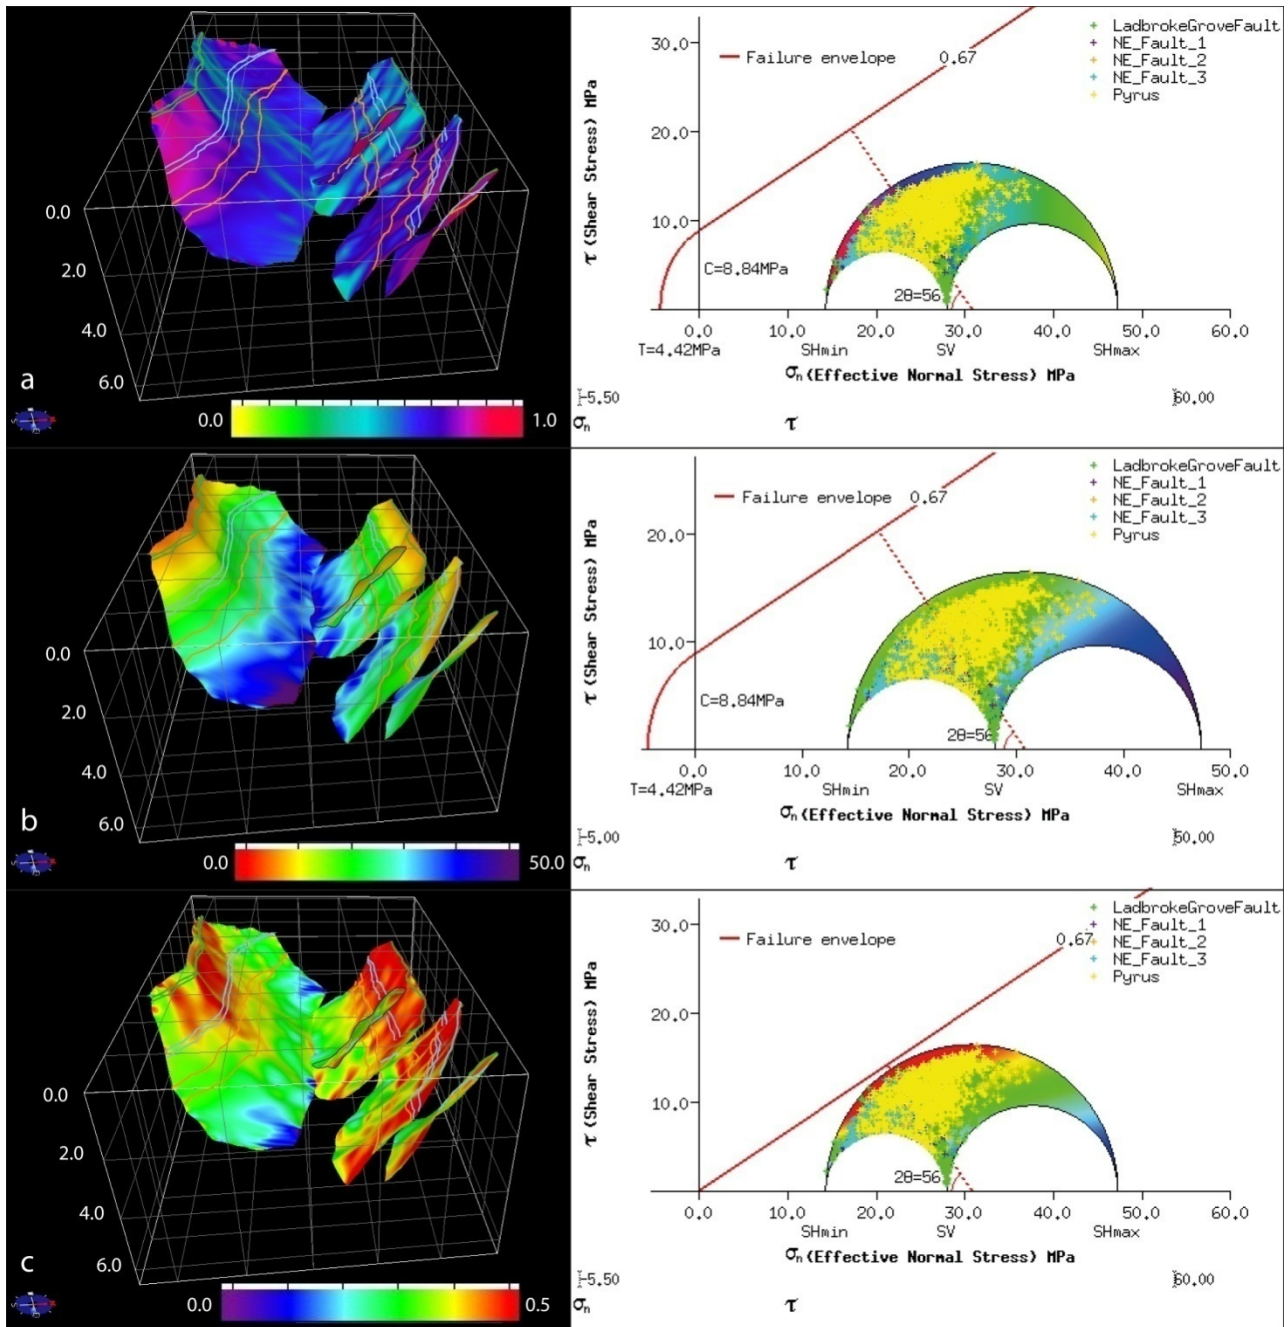 0.0
2.0
4.0
6.0
a
0.0
1.0
30.0
20.0
10.0
τ (Shear Stress) MPa
Failure envelope
0.67
LadbrokeGroveFault
NE_Fault_1
NE_Fault_2
NE_Fault_3
Pyrus
C=8.84MPa
2θ=56
0.0 10.0 20.0 30.0 40.0 50.0 60.0
T=4.42MPa SHmin SV SHmax
σn (Effective Normal Stress) MPa
-5.50
60.00
σn
τ
0.0
2.0
4.0
6.0
b
0.0
50.0
20.0
10.0
τ (Shear Stress) MPa
Failure envelope
0.67
LadbrokeGroveFault
NE_Fault_1
NE_Fault_2
NE_Fault_3
Pyrus
C=8.84MPa
2θ=56
0.0 10.0 20.0 30.0 40.0 50.0
T=4.42MPa SHmin SV SHmax
σn (Effective Normal Stress) MPa
-5.00
50.00
σn
τ
0.0
2.0
4.0
6.0
c
0.0
0.5
30.0
20.0
10.0
τ (Shear Stress) MPa
Failure envelope
0.67
LadbrokeGroveFault
NE_Fault_1
NE_Fault_2
NE_Fault_3
Pyrus
2θ=56
0.0 10.0 20.0 30.0 40.0 50.0 60.0
SHmin SV SHmax
σn (Effective Normal Stress) MPa
-5.50
60.00
σn
τ